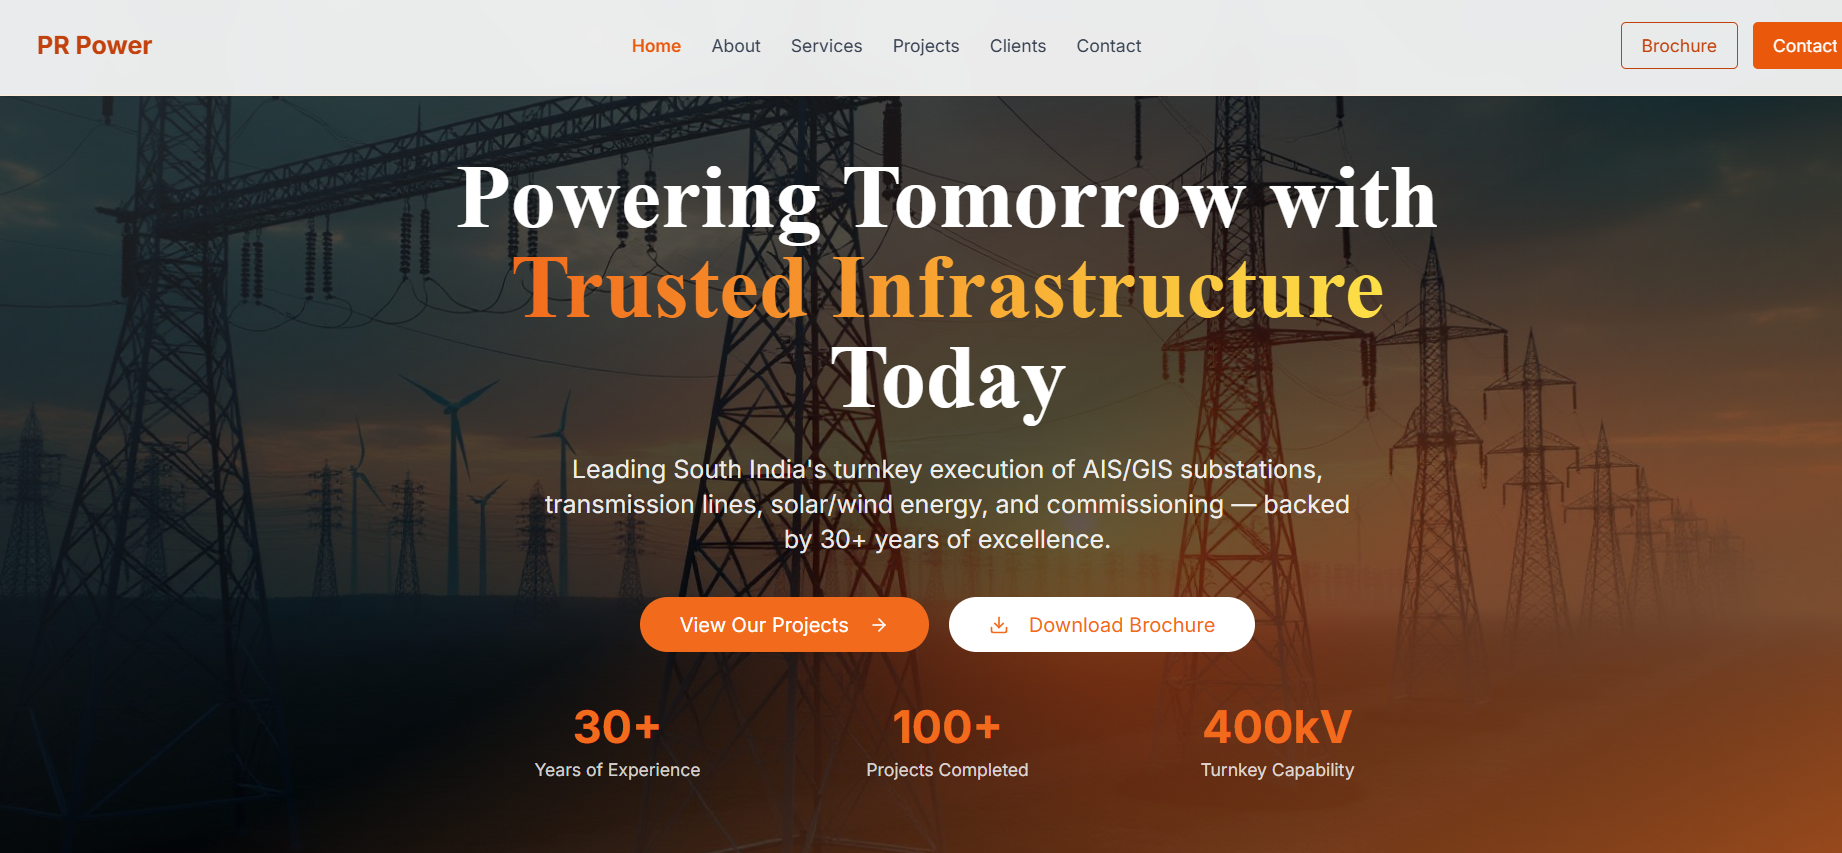 PR Power
Home About Services Projects Clients Contact
Brochure
Contact
Powering Tomorrow with
Trusted Infrastructure
Today
Leading South India's turnkey execution of AIS/GIS substations,
transmission lines, solar/wind energy, and commissioning — backed
by 30+ years of excellence.
View Our Projects
Download Brochure
30+
Years of Experience
100+
Projects Completed
400kV
Turnkey Capability